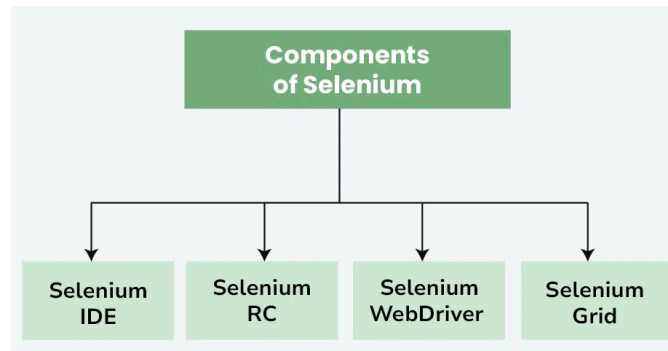 Components
of Selenium
Selenium
IDE
Selenium
RC
Selenium
WebDriver
Selenium
Grid